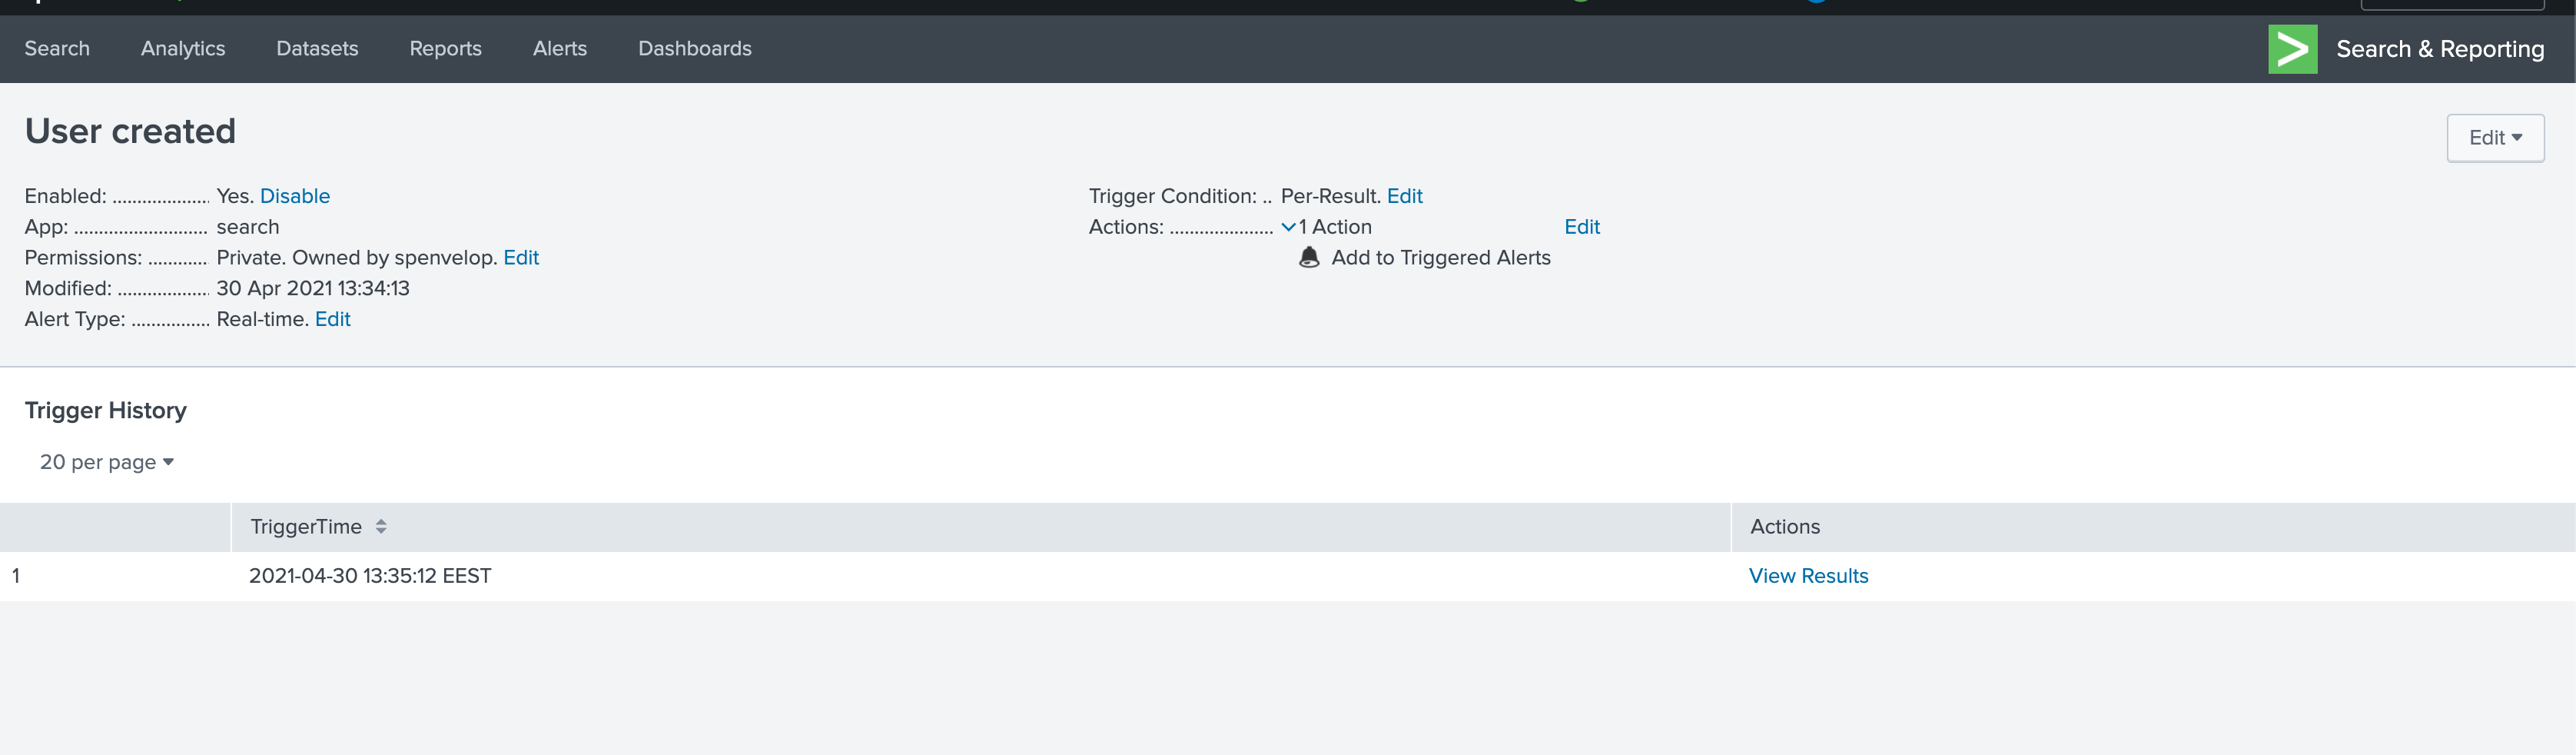 Search Analytics Datasets Reports Alerts Dashboards Search & Reporting
User created
Edit
Enabled: .................... Yes. Disable
App: ........................... search
Permissions: ............ Private. Owned by spenvelop. Edit
Modified: ................... 30 Apr 2021 13:34:13
Alert Type: ................ Real-time. Edit
Trigger Condition: .. Per-Result. Edit
Actions: ..................... 1 Action Edit
Add to Triggered Alerts
Trigger History
20 per page
TriggerTime Actions
1 2021-04-30 13:35:12 EEST View Results